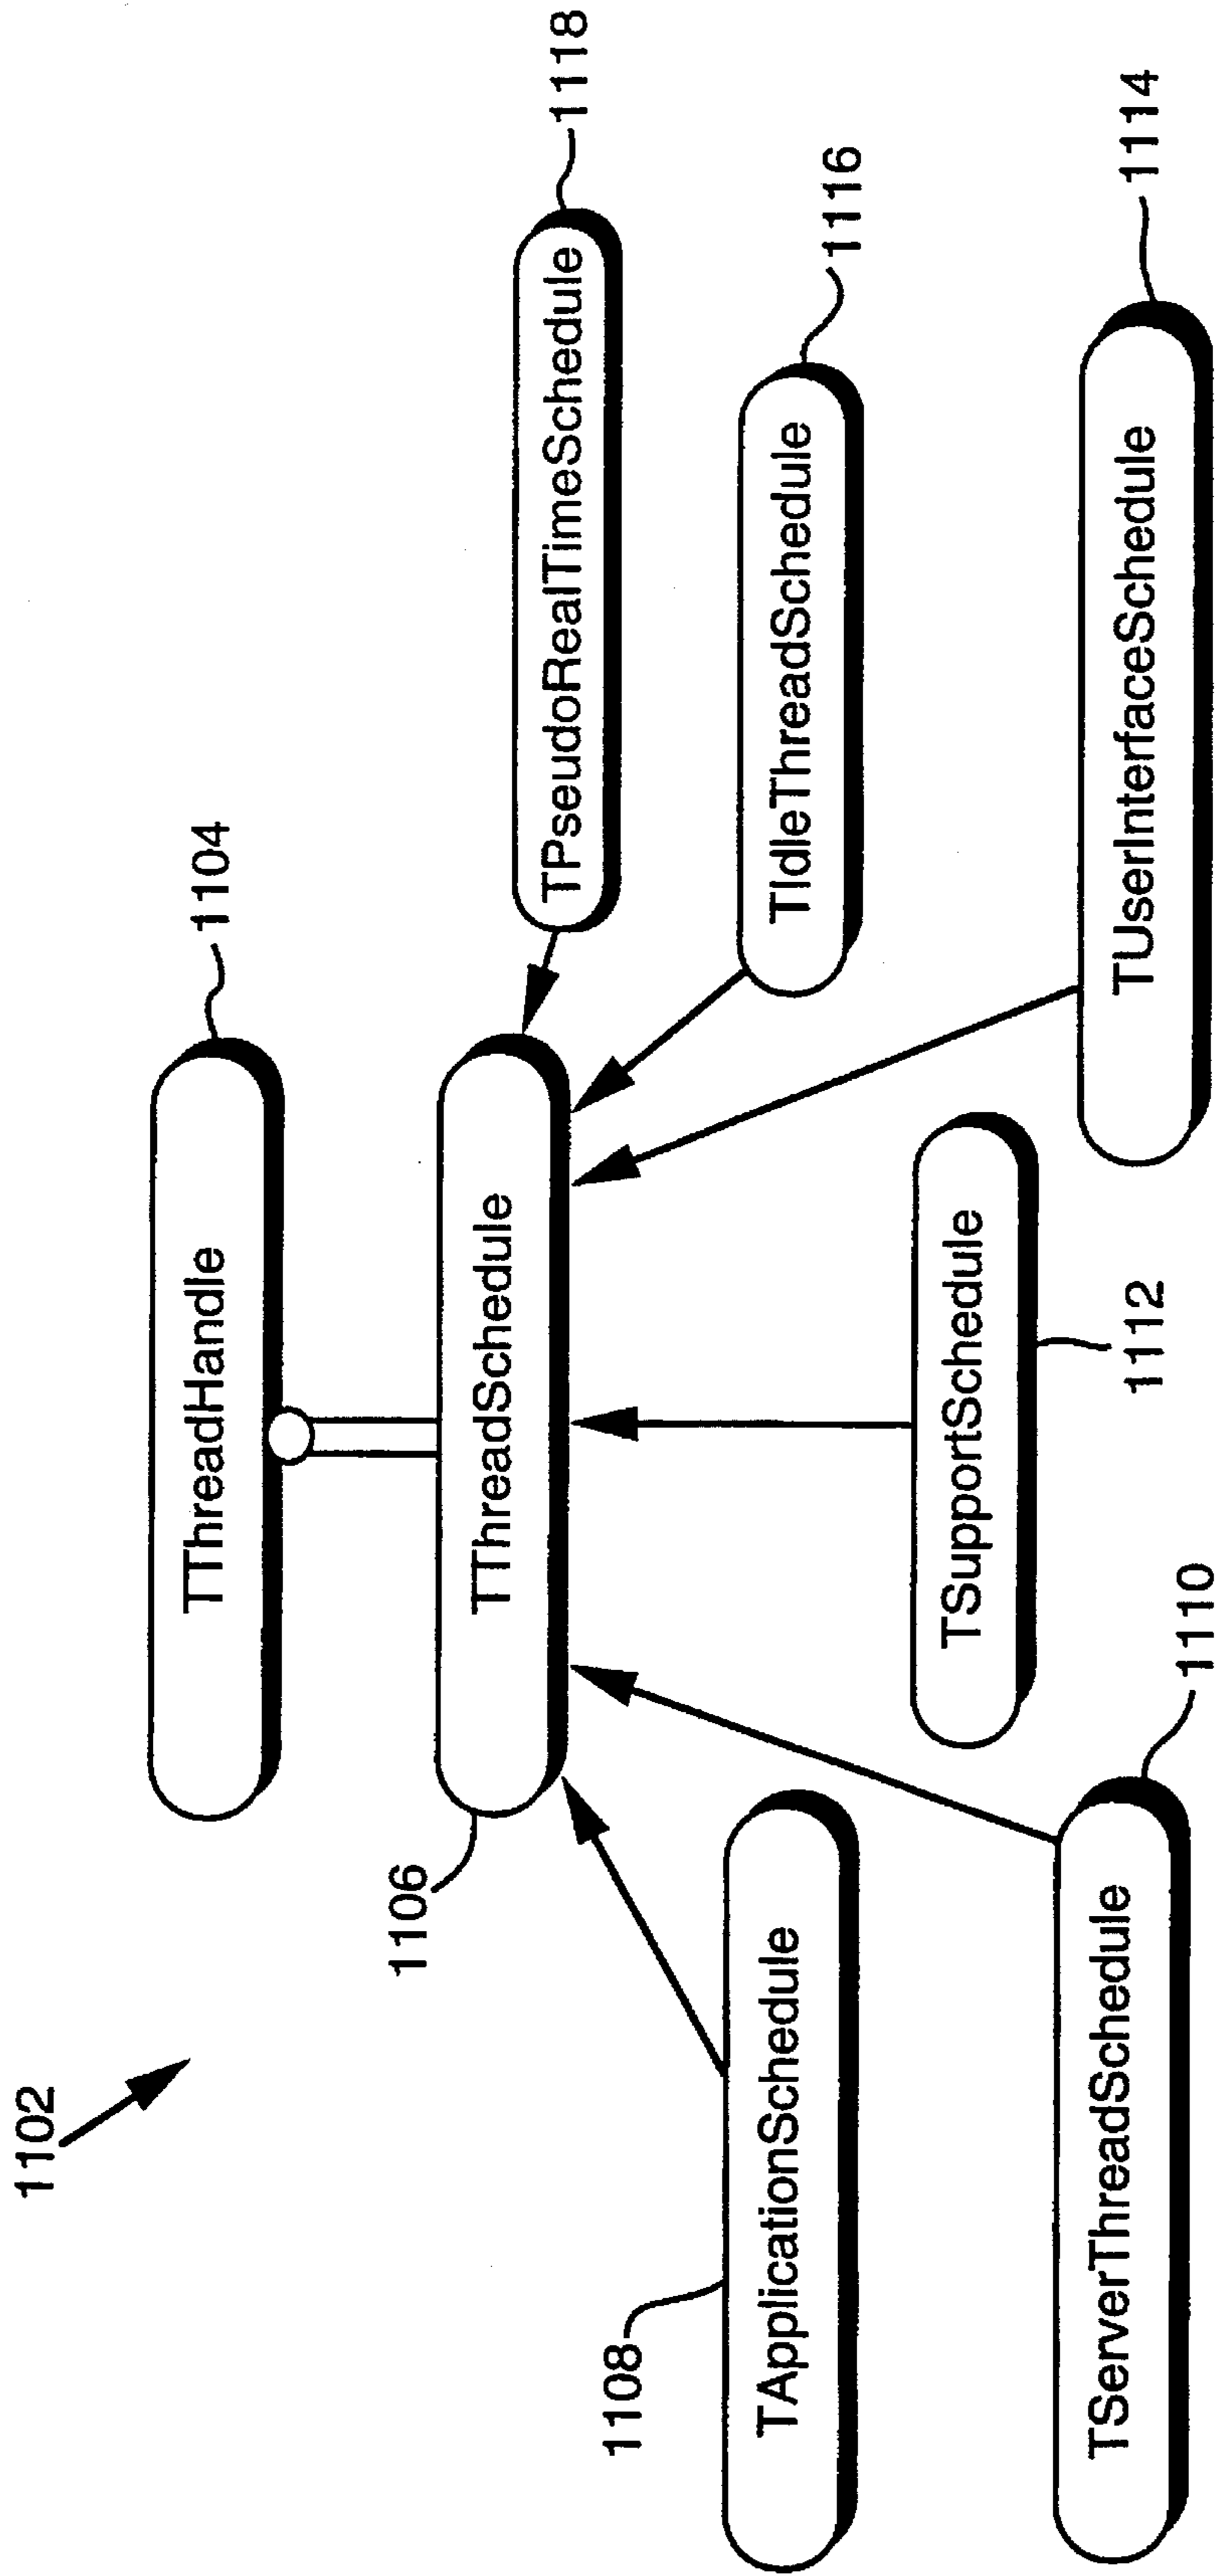 1102
1104
TThreadHandle
1106
TThreadSchedule
1118
TPseudoRealTimeSchedule
1108
TApplicationSchedule
1116
TIdleThreadSchedule
TSupportSchedule
1112
1110
TServerThreadSchedule
1114
TUserInterfaceSchedule